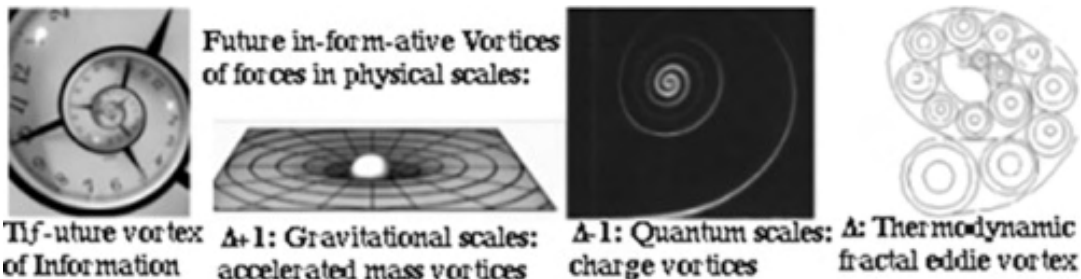 Future in-form-ative Vortices
of forces in physical scales:
Tif-uture vortex
of Information
Δ+1: Gravitational scales:
accelerated mass vortices
Δ-1: Quantum scales:
charge vortices
Δ: Thermodynamic
fractal eddie vortex